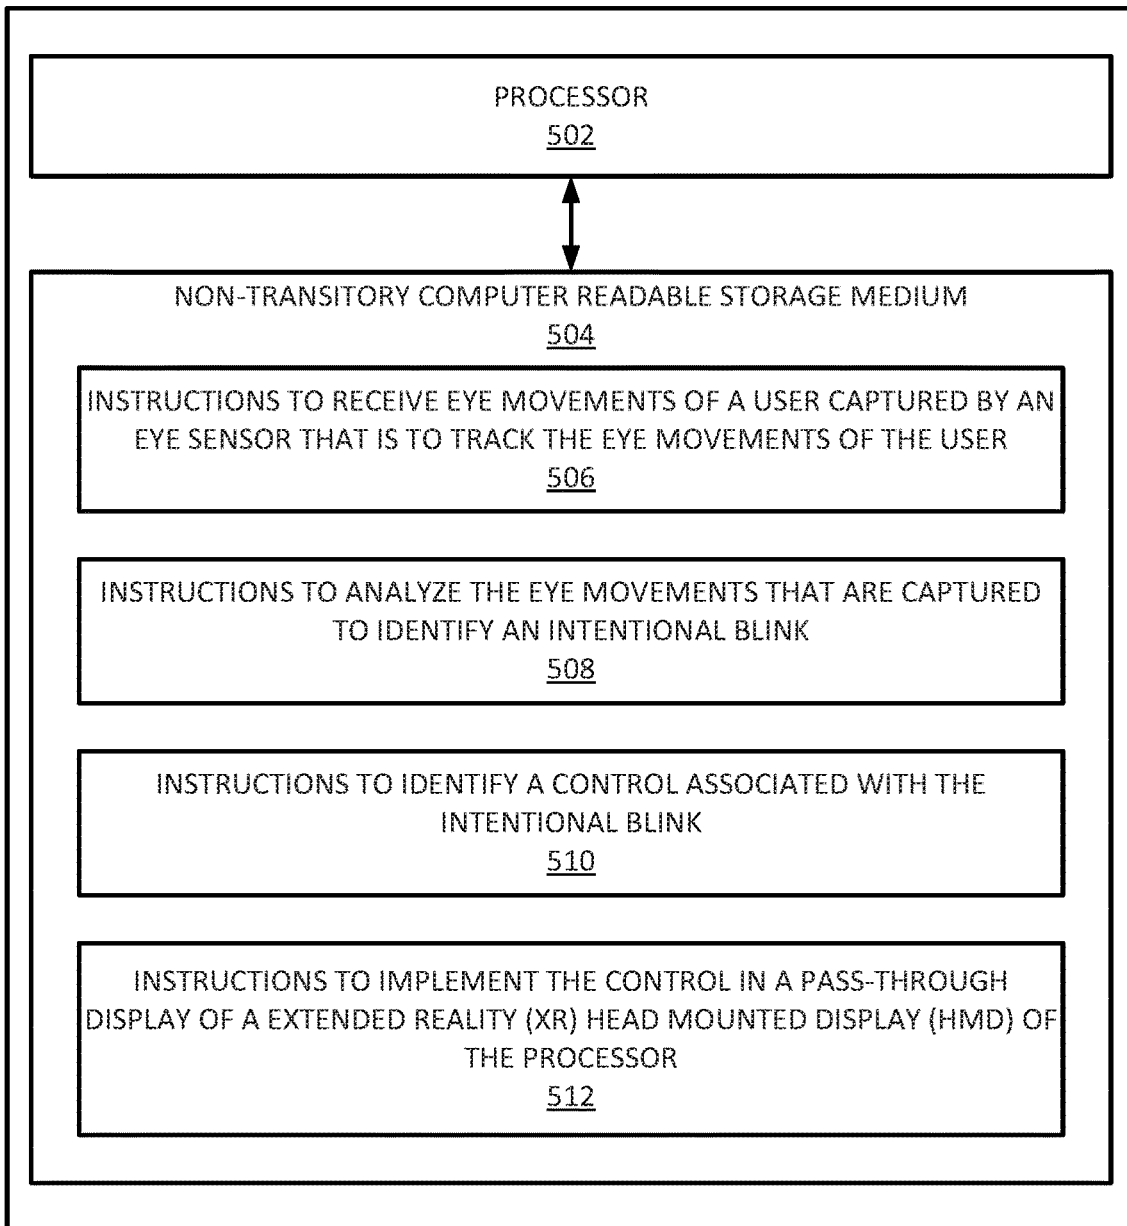 PROCESSOR
502
NON-TRANSITORY COMPUTER READABLE STORAGE MEDIUM
504
INSTRUCTIONS TO RECEIVE EYE MOVEMENTS OF A USER CAPTURED BY AN
EYE SENSOR THAT IS TO TRACK THE EYE MOVEMENTS OF THE USER
506
INSTRUCTIONS TO ANALYZE THE EYE MOVEMENTS THAT ARE CAPTURED
TO IDENTIFY AN INTENTIONAL BLINK
508
INSTRUCTIONS TO IDENTIFY A CONTROL ASSOCIATED WITH THE
INTENTIONAL BLINK
510
INSTRUCTIONS TO IMPLEMENT THE CONTROL IN A PASS-THROUGH
DISPLAY OF A EXTENDED REALITY (XR) HEAD MOUNTED DISPLAY (HMD) OF
THE PROCESSOR
512